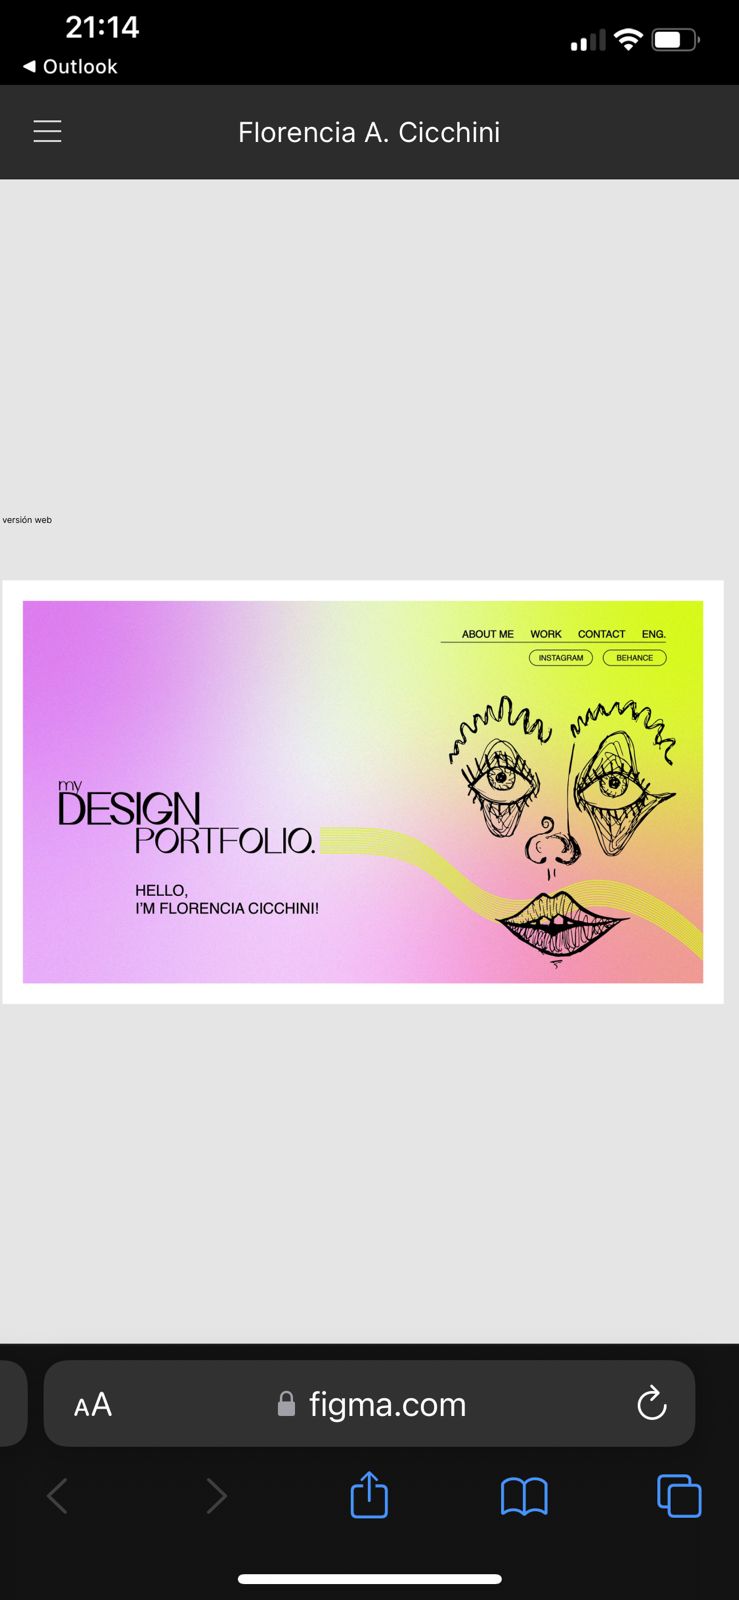 21:14
◀ Outlook
Florencia A. Cicchini
versión web
ABOUT ME WORK CONTACT ENG.
INSTAGRAM BEHANCE
my
DESIGN
PORTFOLIO.
HELLO,
I'M FLORENCIA CICCHINI!
AA figma.com